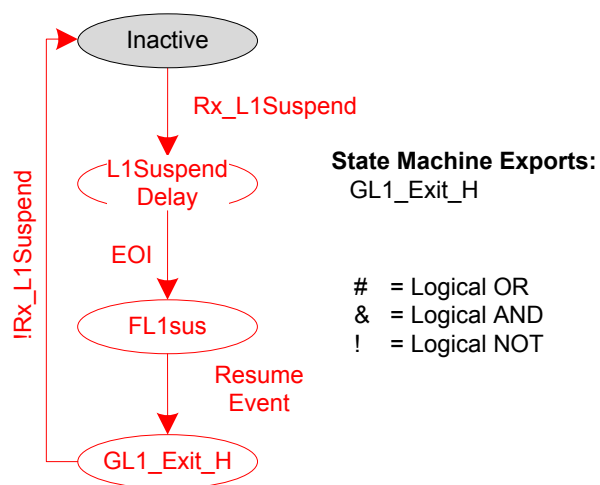 Inactive
Rx_L1Suspend
L1Suspend
Delay
EOI
FL1sus
Resume
Event
GL1_Exit_H
!Rx_L1Suspend
State Machine Exports:
GL1_Exit_H
# = Logical OR
& = Logical AND
! = Logical NOT